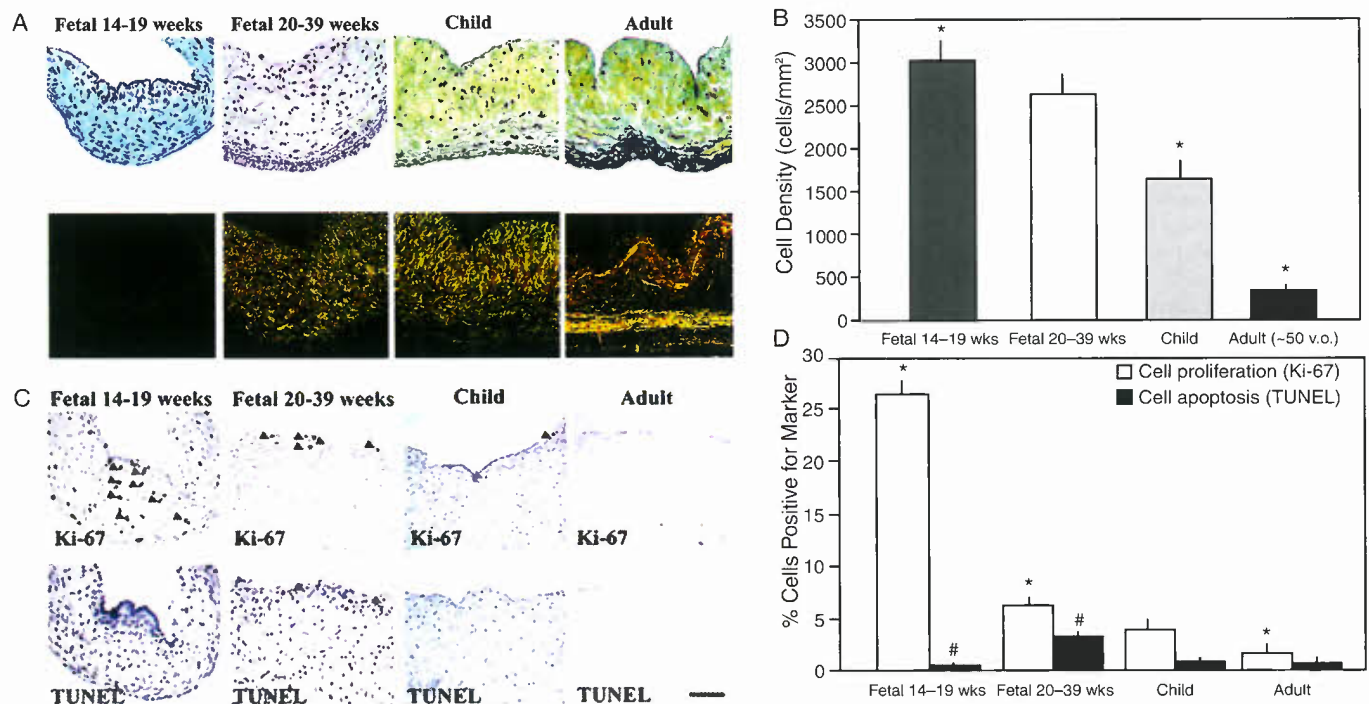 A
Fetal 14-19 weeks Fetal 20-39 weeks Child Adult
B
Cell Density (cells/mm²)
3500
3000
2500
2000
1500
1000
500
0
* * *
Fetal 14–19 wks Fetal 20–39 wks Child Adult (~50 y.o.)
C
Fetal 14-19 weeks Fetal 20-39 weeks Child Adult
Ki-67 Ki-67 Ki-67 Ki-67
TUNEL TUNEL TUNEL TUNEL
D
% Cells Positive for Marker
30
25
20
15
10
5
0
Cell proliferation (Ki-67)
Cell apoptosis (TUNEL)
* # * # *
Fetal 14–19 wks Fetal 20–39 wks Child Adult